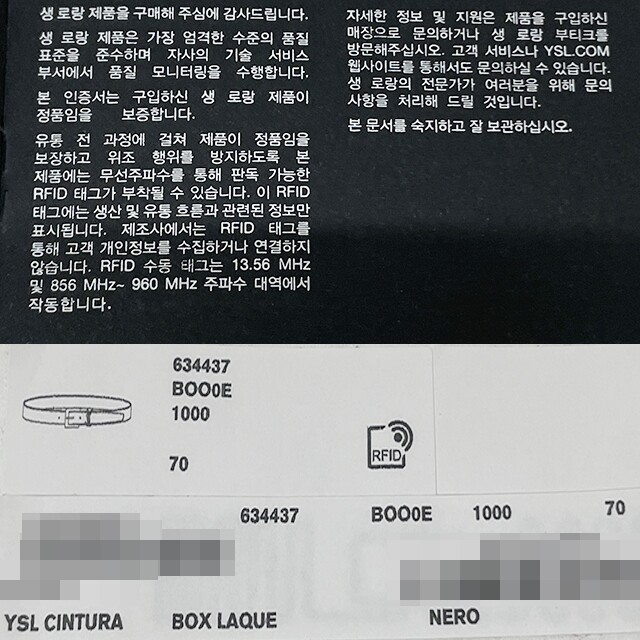 생 로랑 제품을 구매해 주심에 감사드립니다.
생 로랑 제품은 가장 엄격한 수준의 품질
표준을 준수하며 자사의 기술 서비스
부서에서 품질 모니터링을 수행합니다.
본 인증서는 구입하신 생 로랑 제품이
정품임을 보증합니다.
유통 전 과정에 걸쳐 제품이 정품임을
보장하고 위조 행위를 방지하도록 본
제품에는 무선주파수를 통해 판독 가능한
RFID 태그가 부착될 수 있습니다. 이 RFID
태그에는 생산 및 유통 흐름과 관련된 정보만
표시됩니다. 제조사에서는 RFID 태그를
통해 고객 개인정보를 수집하거나 연결하지
않습니다. RFID 수동 태그는 13.56 MHz
및 856 MHz~ 960 MHz 주파수 대역에서
작동합니다.
자세한 정보 및 지원은 제품을 구입하신
매장으로 문의하거나 생 로랑 부티크를
방문해주십시오. 고객 서비스나 YSL.COM
웹사이트를 통해서도 문의하실 수 있습니다.
생 로랑의 전문가가 여러분을 위해 문의
사항을 처리해 드릴 것입니다.
본 문서를 숙지하고 잘 보관하십시오.
634437
BOO0E
1000
70
RFID
634437 BOO0E 1000 70
YSL CINTURA BOX LAQUE NERO